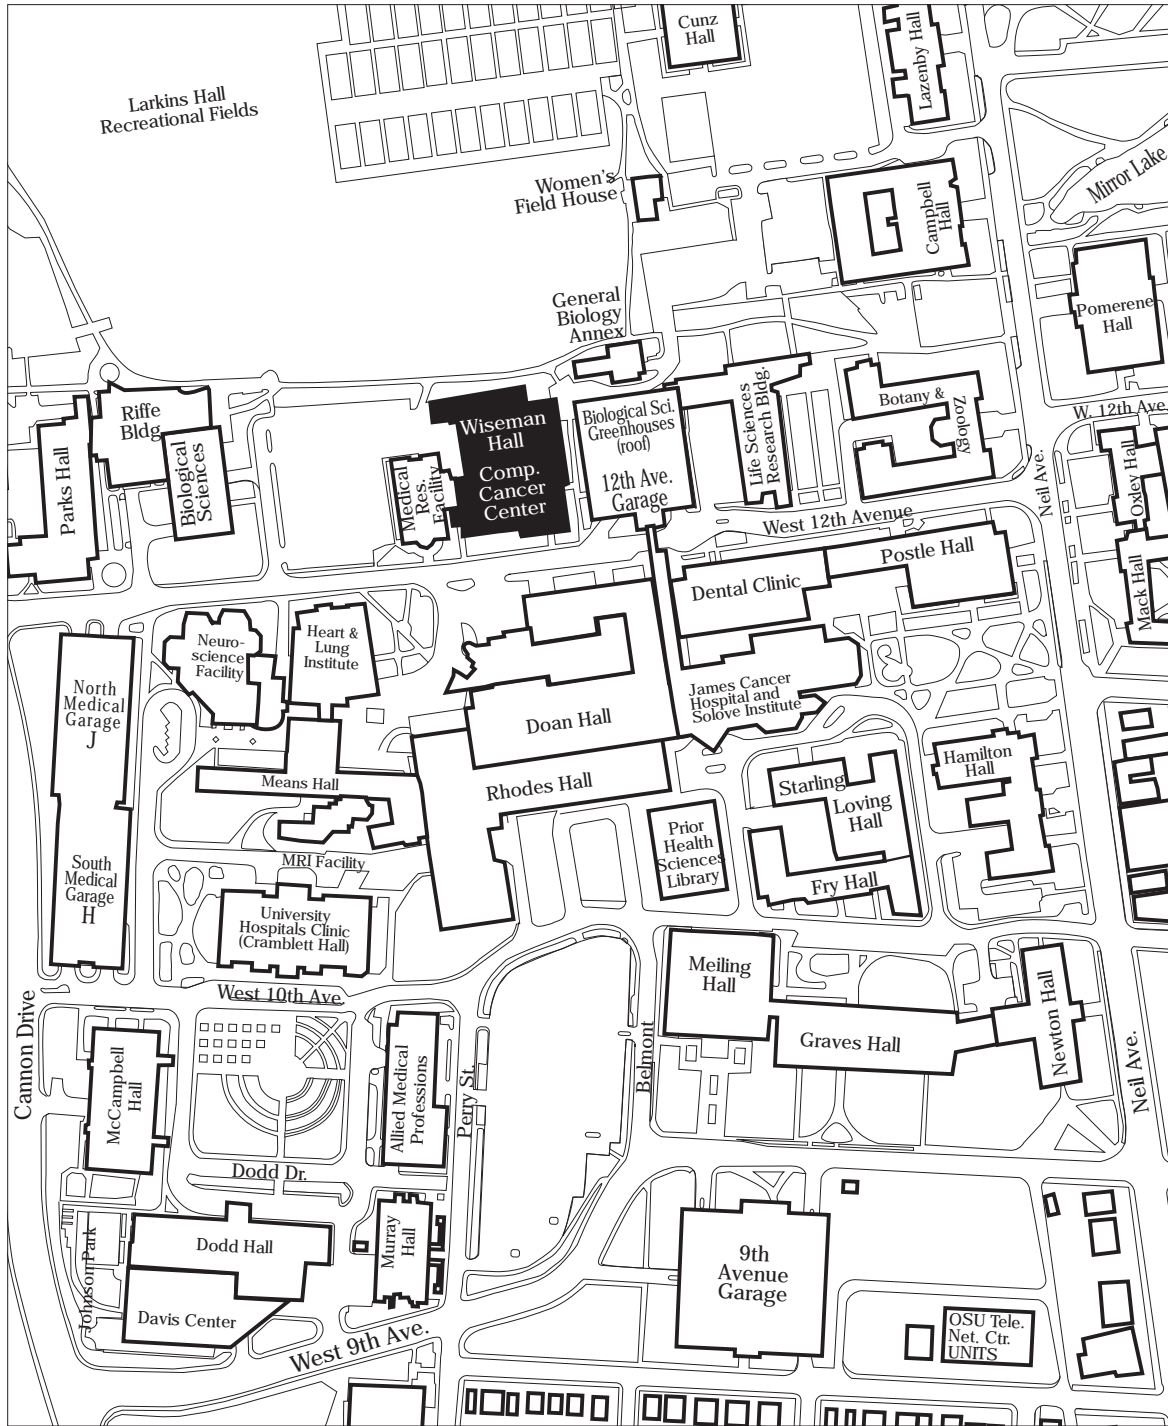 Cunz
Hall
Lazenby Hall
Larkins Hall
Recreational Fields
Mirror Lake
Women's
Field House
Campbell
Hall
General
Biology
Annex
Pomerene
Hall
Riffe
Bldg.
Parks Hall
Biological
Sciences
Wiseman
Hall
Comp.
Cancer
Center
Medical
Res.
Facility
Biological Sci.
Greenhouses
(roof)
12th Ave.
Garage
Life Sciences
Research Bldg.
Botany &
Zoology
W. 12th Ave
Oxley Hall
Neil Ave.
West 12th Avenue
Postle Hall
Dental Clinic
Mack Hall
Neuro-
science
Facility
Heart &
Lung
Institute
North
Medical
Garage
J
James Cancer
Hospital and
Solove Institute
Doan Hall
Hamilton
Hall
Means Hall
Rhodes Hall
Starling
Loving
Hall
Prior
Health
Sciences
Library
MRI Facility
South
Medical
Garage
H
Fry Hall
University
Hospitals Clinic
(Cramblett Hall)
Meiling
Hall
West 10th Ave.
Cannon Drive
Newton Hall
Graves Hall
Belmont
Neil Ave.
McCampbell
Hall
Allied Medical
Professions
Perry St.
Dodd Dr.
Johnson Park
Dodd Hall
Murray
Hall
9th
Avenue
Garage
Davis Center
West 9th Ave.
OSU Tele.
Net. Ctr.
UNITS